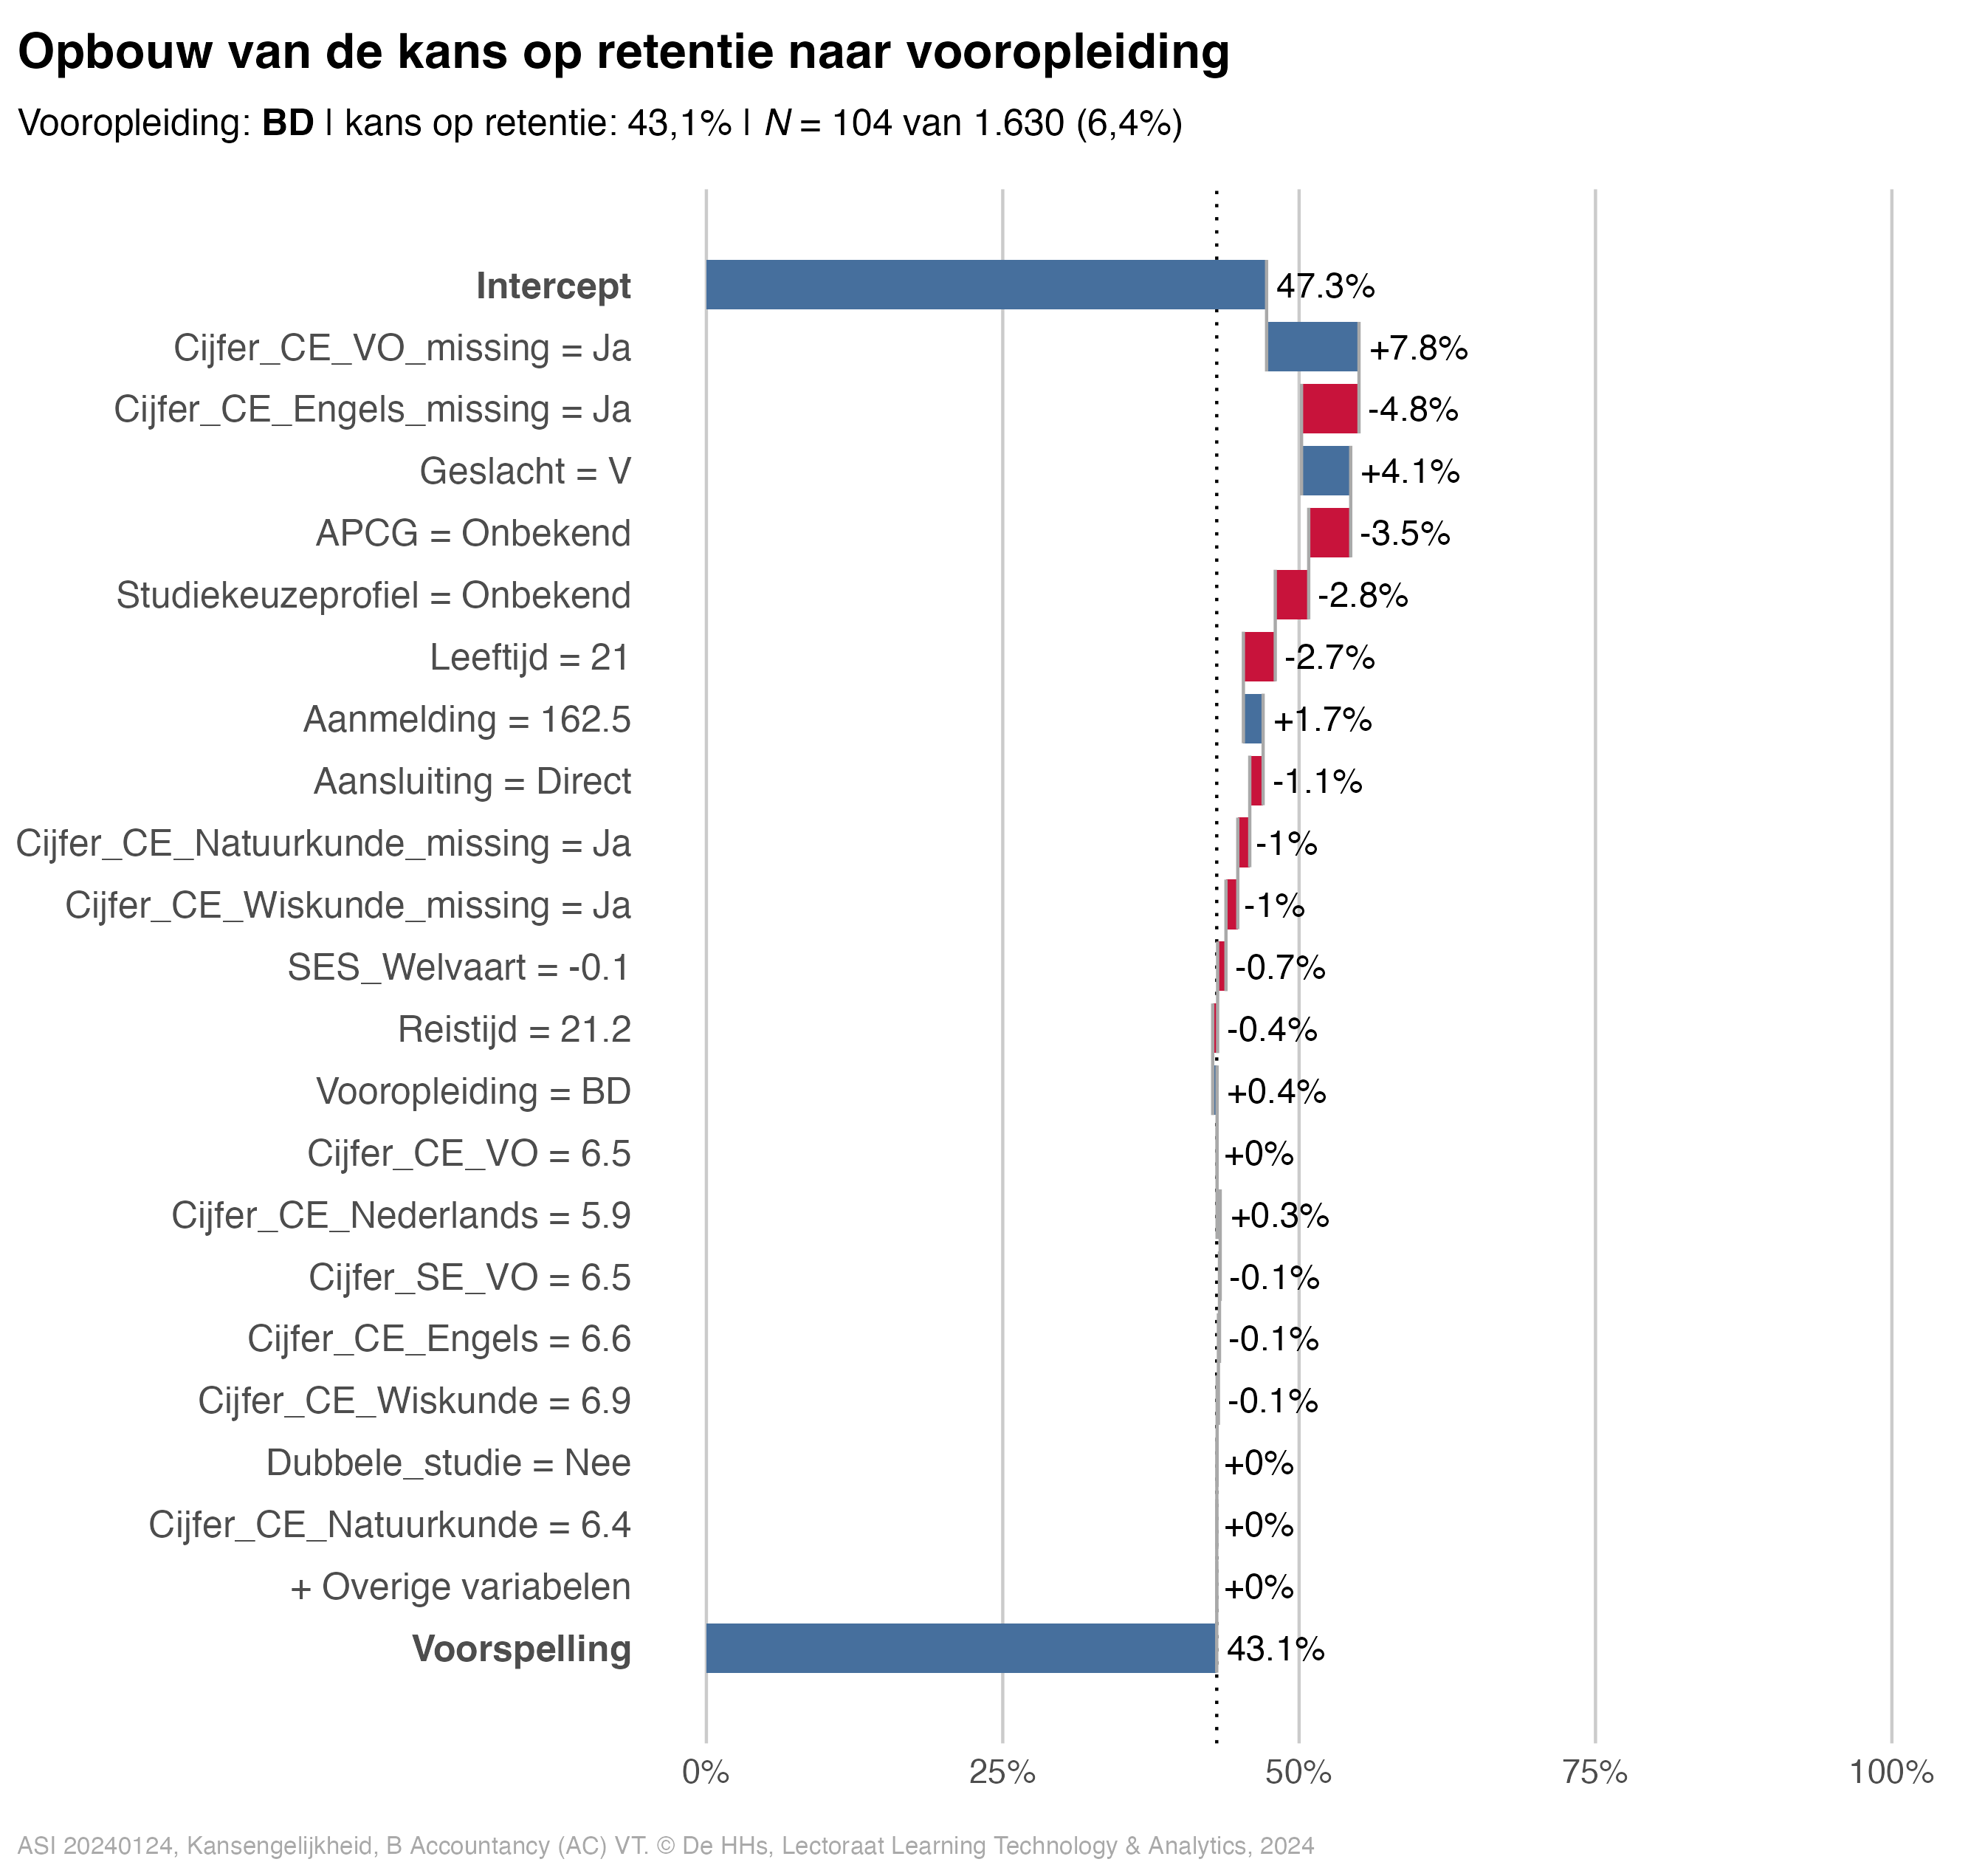 Opbouw van de kans op retentie naar vooropleiding
Vooropleiding: BD | kans op retentie: 43,1% | N = 104 van 1.630 (6,4%)
Intercept 47.3%
Cijfer_CE_VO_missing = Ja +7.8%
Cijfer_CE_Engels_missing = Ja -4.8%
Geslacht = V +4.1%
APCG = Onbekend -3.5%
Studiekeuzeprofiel = Onbekend -2.8%
Leeftijd = 21 -2.7%
Aanmelding = 162.5 +1.7%
Aansluiting = Direct -1.1%
Cijfer_CE_Natuurkunde_missing = Ja -1%
Cijfer_CE_Wiskunde_missing = Ja -1%
SES_Welvaart = -0.1 -0.7%
Reistijd = 21.2 -0.4%
Vooropleiding = BD +0.4%
Cijfer_CE_VO = 6.5 +0%
Cijfer_CE_Nederlands = 5.9 +0.3%
Cijfer_SE_VO = 6.5 -0.1%
Cijfer_CE_Engels = 6.6 -0.1%
Cijfer_CE_Wiskunde = 6.9 -0.1%
Dubbele_studie = Nee +0%
Cijfer_CE_Natuurkunde = 6.4 +0%
+ Overige variabelen +0%
Voorspelling 43.1%
0% 25% 50% 75% 100%
ASI 20240124, Kansengelijkheid, B Accountancy (AC) VT. © De HHs, Lectoraat Learning Technology & Analytics, 2024